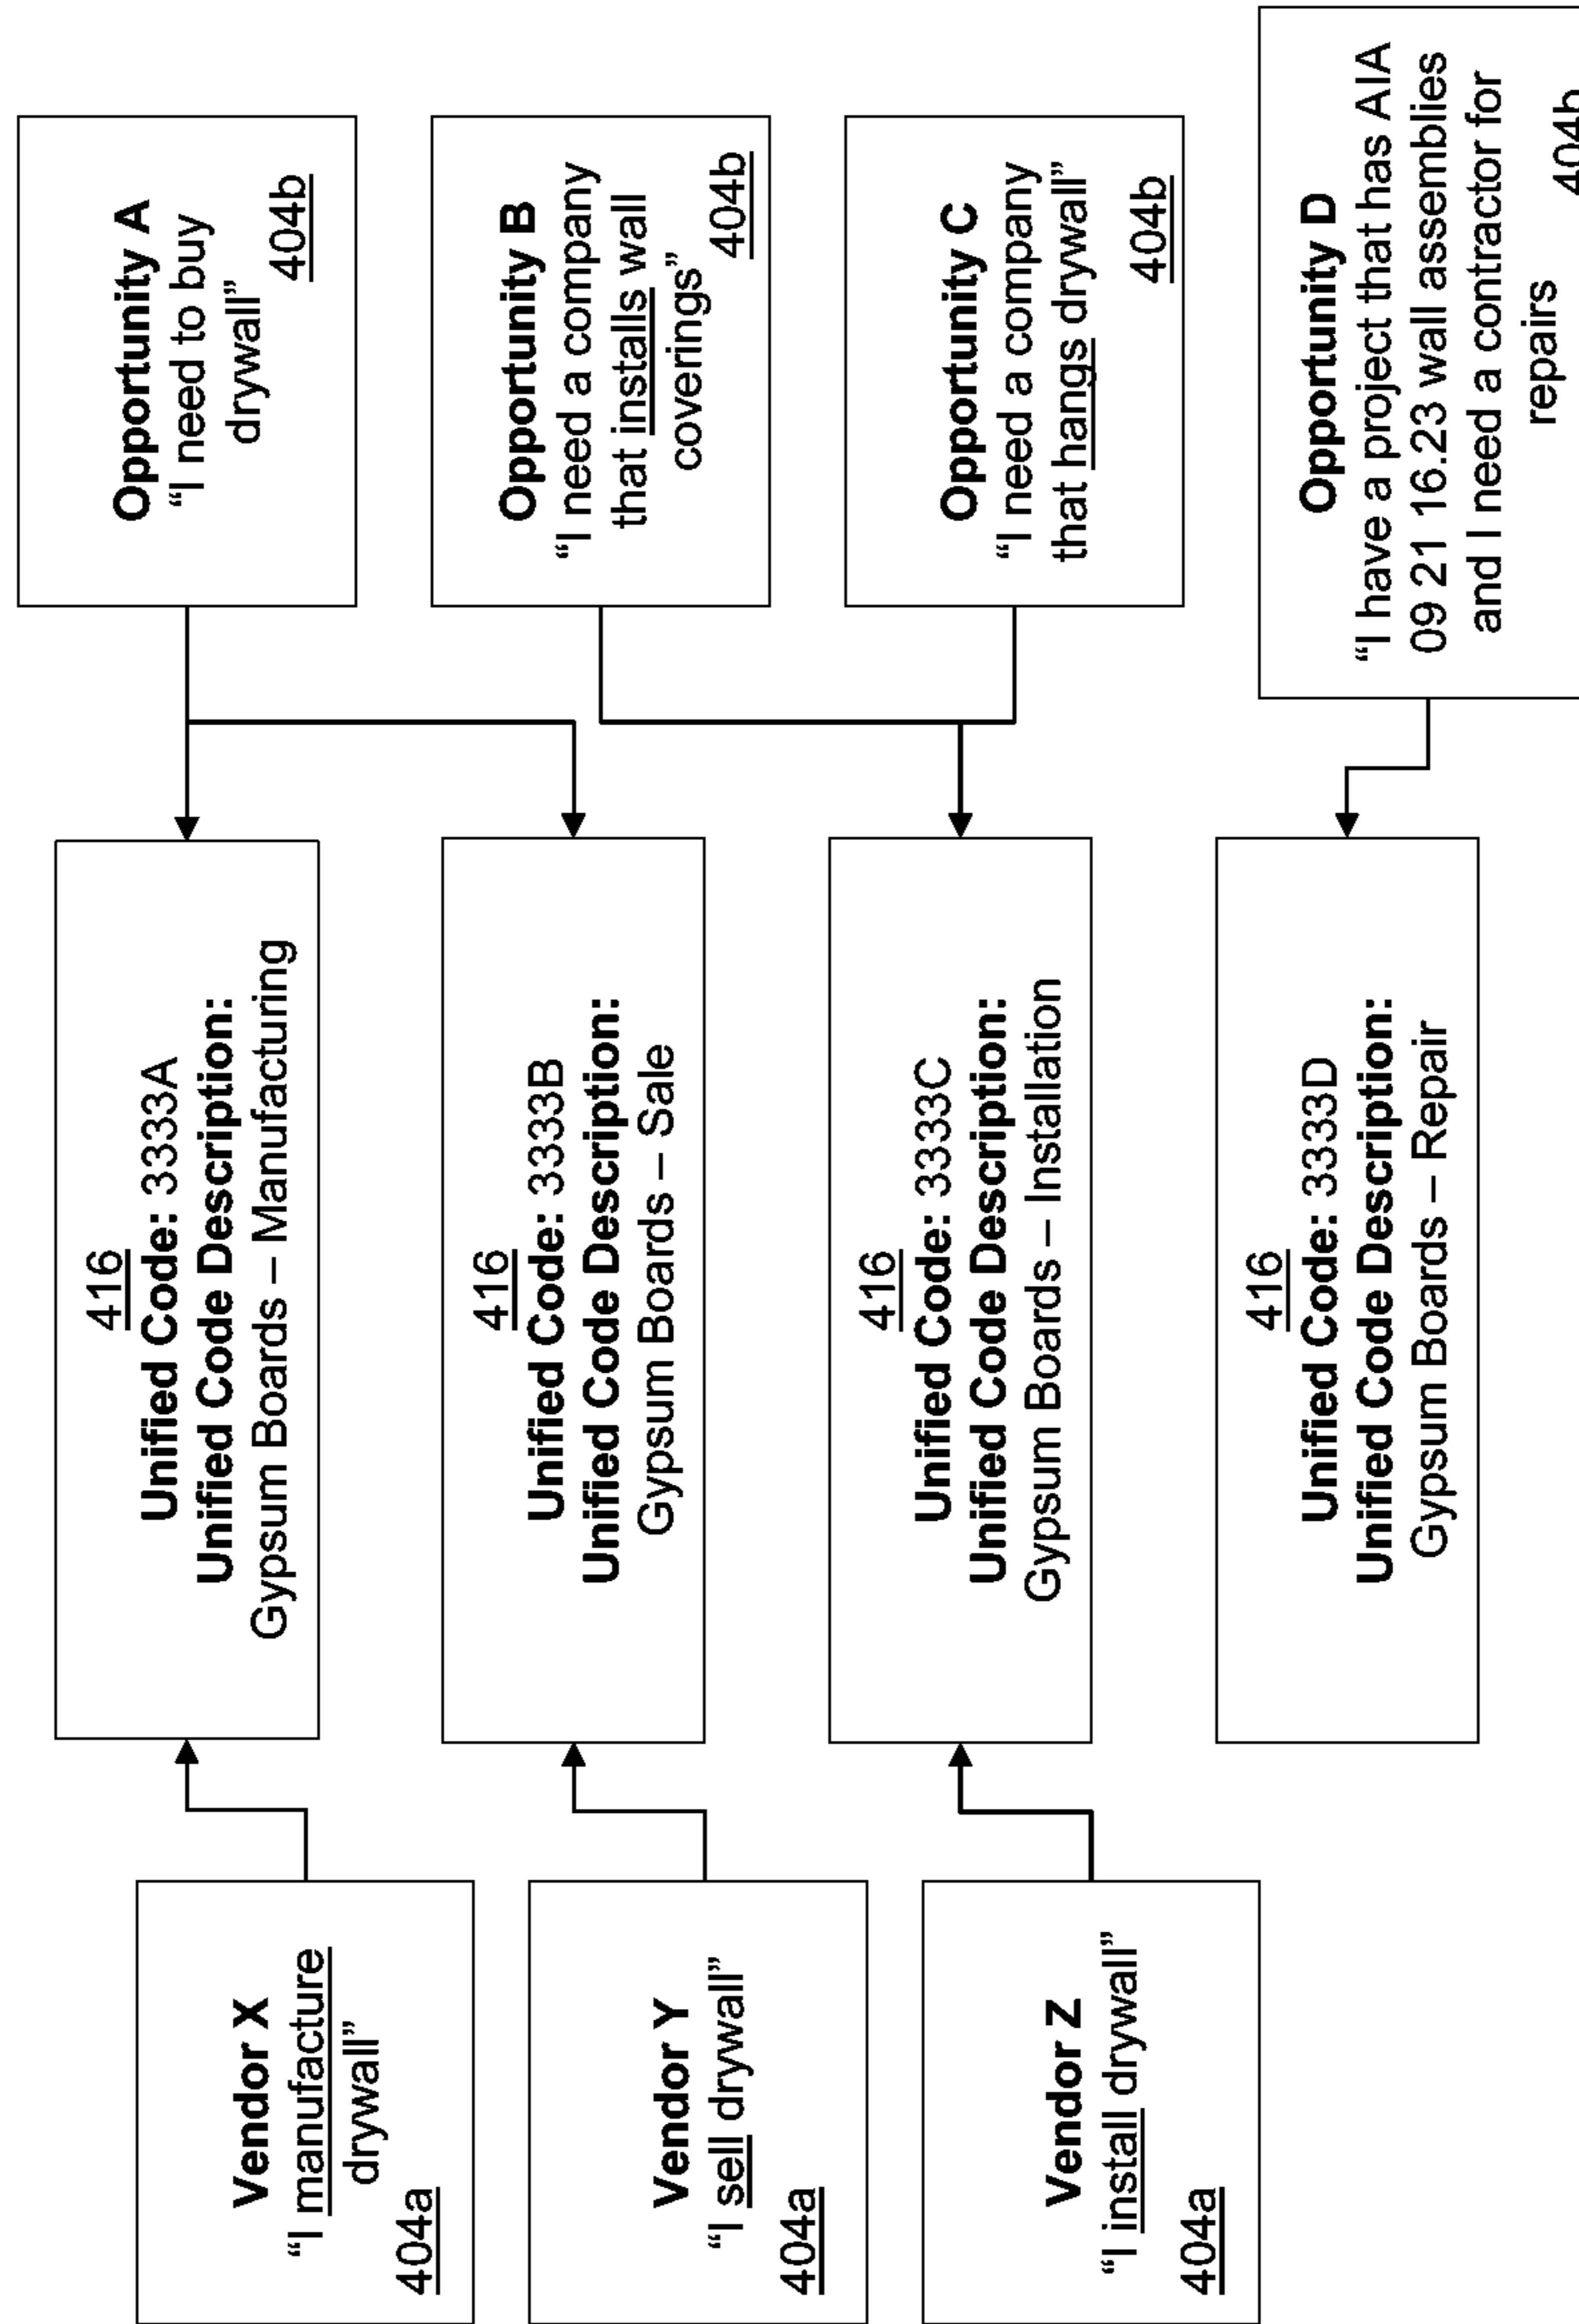 Vendor X
“I manufacture
drywall”
404a
Vendor Y
“I sell drywall”
404a
Vendor Z
“I install drywall”
404a
416
Unified Code: 3333A
Unified Code Description:
Gypsum Boards – Manufacturing
416
Unified Code: 3333B
Unified Code Description:
Gypsum Boards – Sale
416
Unified Code: 3333C
Unified Code Description:
Gypsum Boards – Installation
416
Unified Code: 3333D
Unified Code Description:
Gypsum Boards – Repair
Opportunity A
“I need to buy
drywall”
404b
Opportunity B
“I need a company
that installs wall
coverings”
404b
Opportunity C
“I need a company
that hangs drywall”
404b
Opportunity D
“I have a project that has AIA
09 21 16.23 wall assemblies
and I need a contractor for
repairs
404b